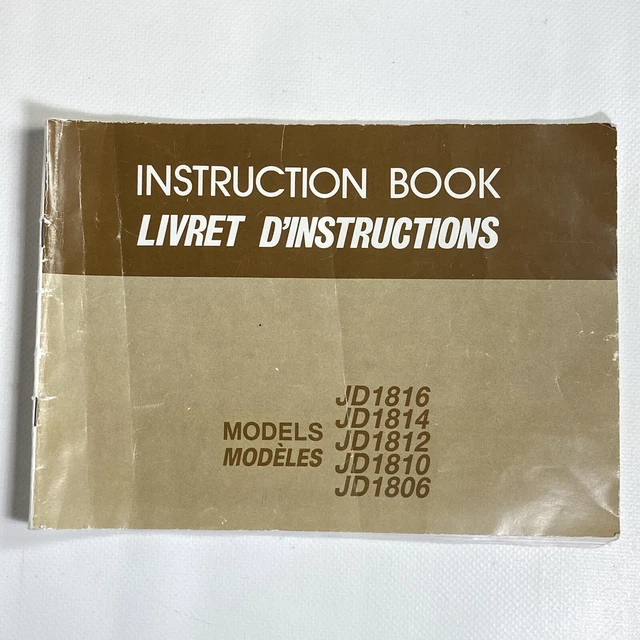 INSTRUCTION BOOK
LIVRET D'INSTRUCTIONS
MODELS
MODÈLES
JD1816
JD1814
JD1812
JD1810
JD1806